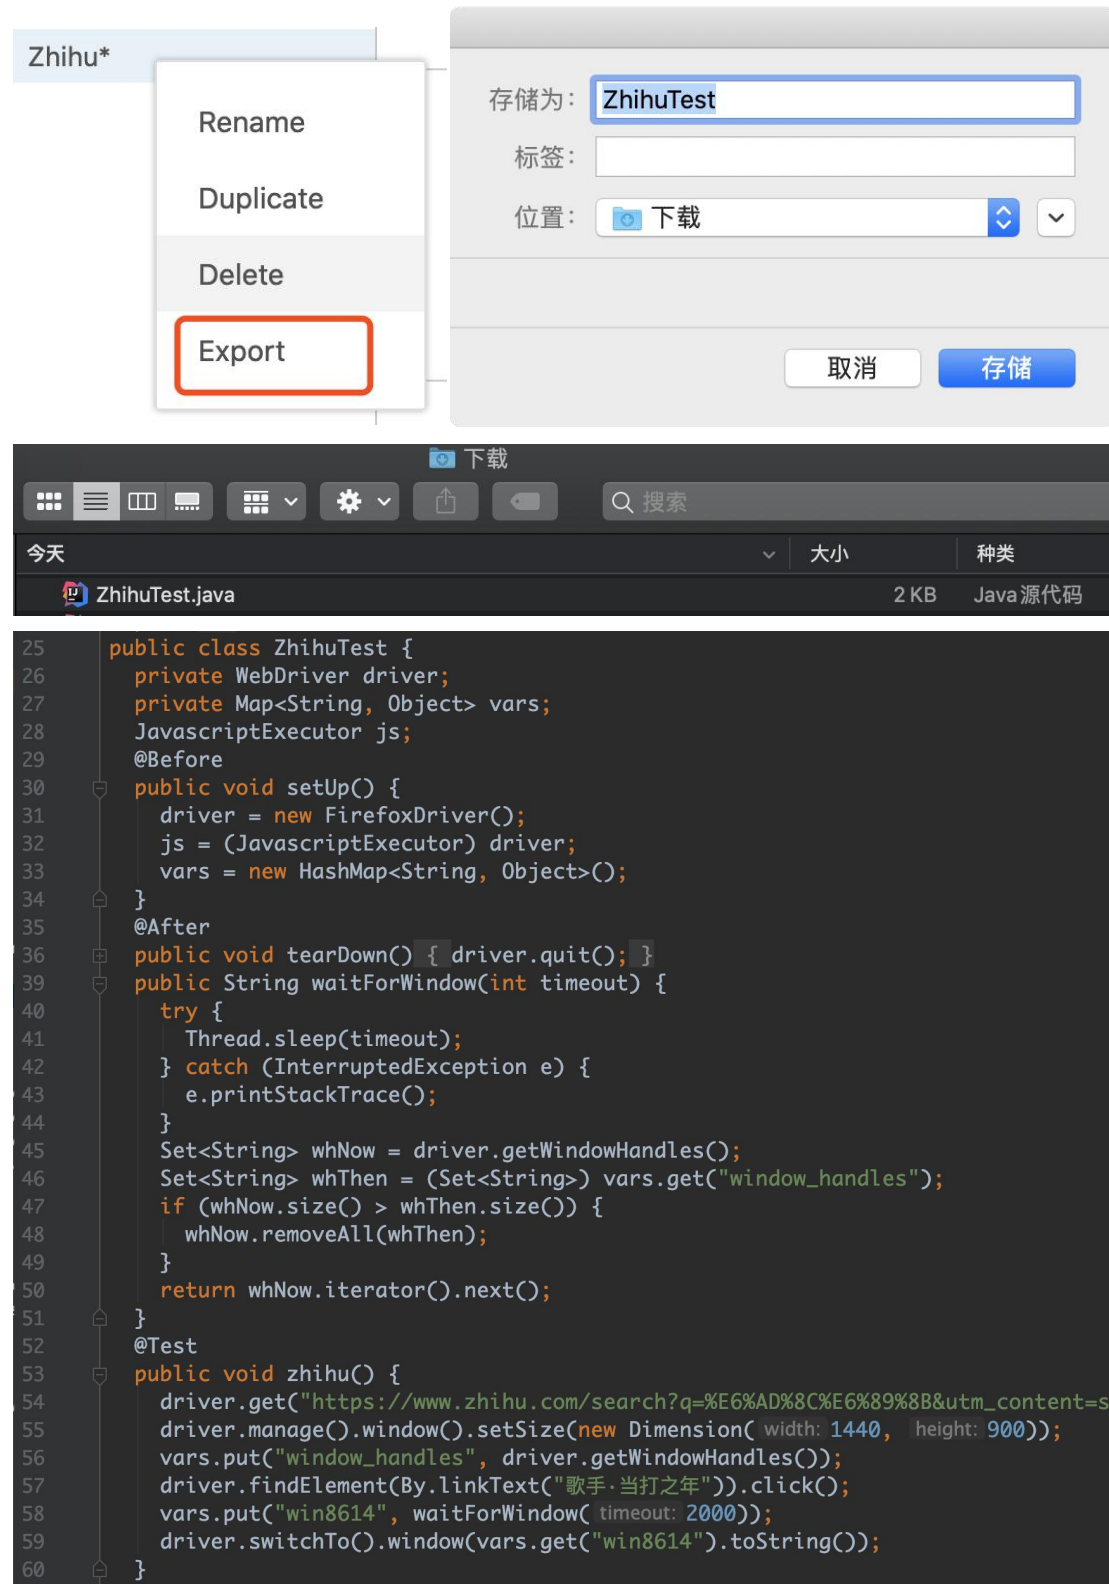 Zhihu*
Rename
Duplicate
Delete
Export
存储为：
ZhihuTest
标签：
位置：
下载
取消
存储
下载
搜索
今天
大小
种类
ZhihuTest.java
2 KB
Java 源代码
25 public class ZhihuTest {
26 private WebDriver driver;
27 private Map<String, Object> vars;
28 JavascriptExecutor js;
29 @Before
30 public void setUp() {
31 driver = new FirefoxDriver();
32 js = (JavascriptExecutor) driver;
33 vars = new HashMap<String, Object>();
34 }
35 @After
36 public void tearDown() { driver.quit(); }
39 public String waitForWindow(int timeout) {
40 try {
41 Thread.sleep(timeout);
42 } catch (InterruptedException e) {
43 e.printStackTrace();
44 }
45 Set<String> whNow = driver.getWindowHandles();
46 Set<String> whThen = (Set<String>) vars.get("window_handles");
47 if (whNow.size() > whThen.size()) {
48 whNow.removeAll(whThen);
49 }
50 return whNow.iterator().next();
51 }
52 @Test
53 public void zhihu() {
54 driver.get("https://www.zhihu.com/search?q=%E6%AD%8C%E6%89%8B&utm_content=s
55 driver.manage().window().setSize(new Dimension( width: 1440, height: 900));
56 vars.put("window_handles", driver.getWindowHandles());
57 driver.findElement(By.linkText("歌手·当打之年")).click();
58 vars.put("win8614", waitForWindow( timeout: 2000));
59 driver.switchTo().window(vars.get("win8614").toString());
60 }